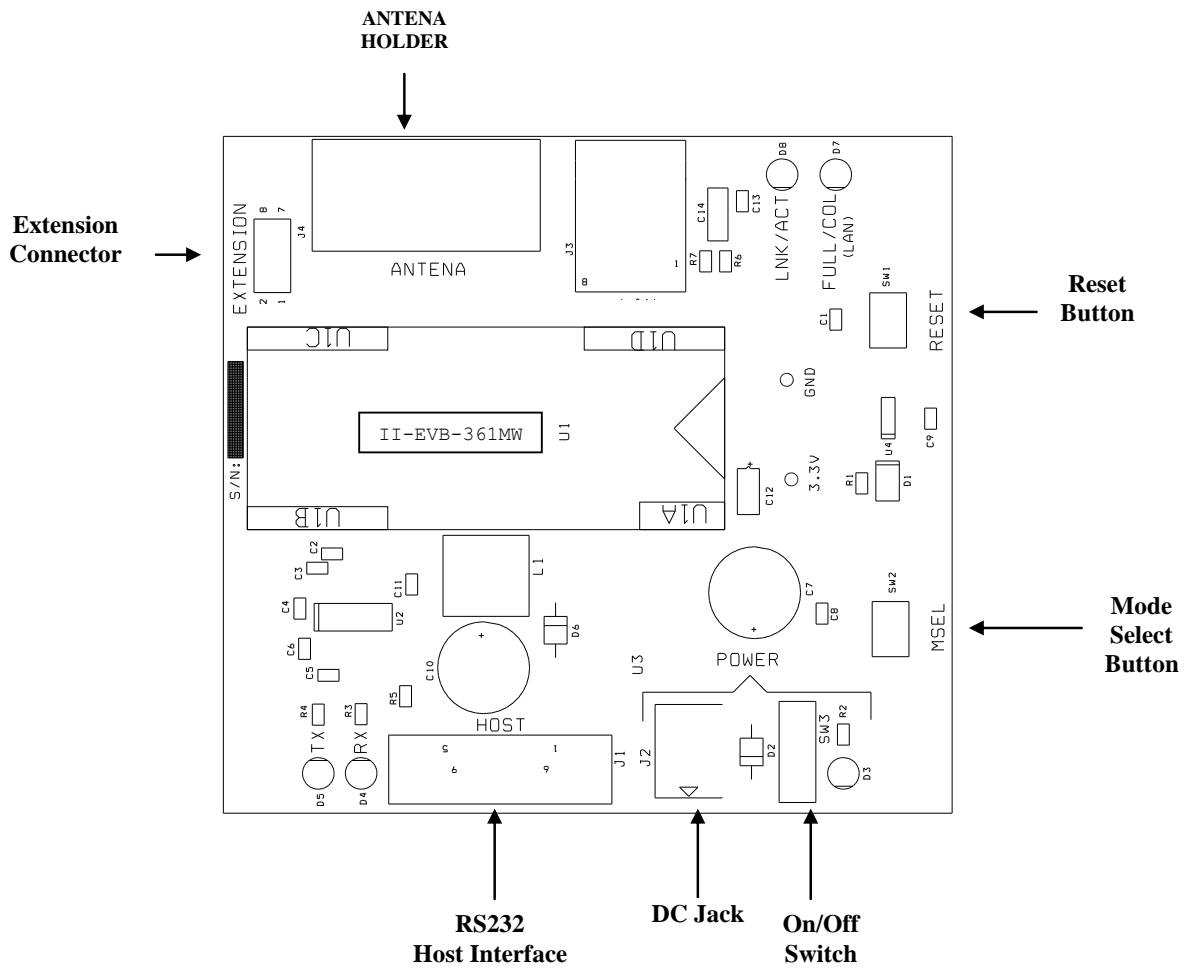 ANTENA
HOLDER
Extension
Connector
EXTENSION
8
7
J4
2
1
ANTENA
J3
8
1
C14
C13
R7
R6
D8
D7
LNK/ACT
FULL/COL
(LAN)
SW1
C1
RESET
Reset
Button
U1C
U1D
GND
II-EVB-361MW
U1
S/N:
U4
C9
3.3V
+
C12
R1
D1
U1B
U1A
C2
C3
C11
L1
C4
U2
SW2
C7
C8
+
MSEL
Mode
Select
Button
C6
C5
+
D6
C10
U3
POWER
R5
R4
R3
HOST
TX
RX
5
1
9
6
J1
J2
D2
SW3
R2
D3
D5
D4
RS232
Host Interface
DC Jack
On/Off
Switch